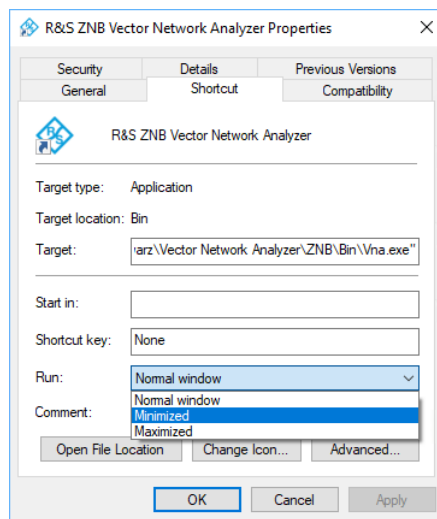 R&S ZNB Vector Network Analyzer Properties
Security Details Previous Versions
General Shortcut Compatibility
R&S ZNB Vector Network Analyzer
Target type: Application
Target location: Bin
Target: arz\Vector Network Analyzer\ZNB\Bin\Vna.exe"
Start in:
Shortcut key: None
Run: Normal window
Normal window
Comment: Minimized
Maximized
Open File Location Change Icon... Advanced...
OK Cancel Apply